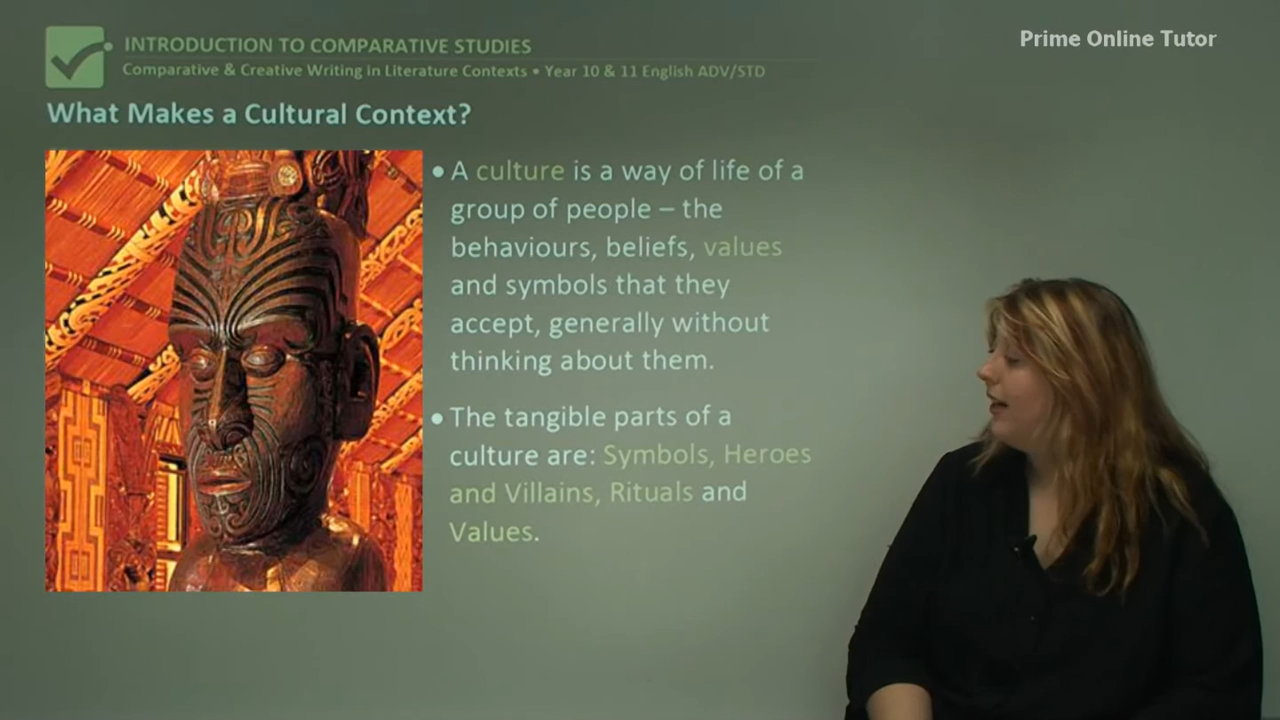 INTRODUCTION TO COMPARATIVE STUDIES
Prime Online Tutor
Comparative & Creative Writing in Literature Contexts • Year 10 & 11 English ADV/STD
What Makes a Cultural Context?
• A culture is a way of life of a
group of people – the
behaviours, beliefs, values
and symbols that they
accept, generally without
thinking about them.
• The tangible parts of a
culture are: Symbols, Heroes
and Villains, Rituals and
Values.